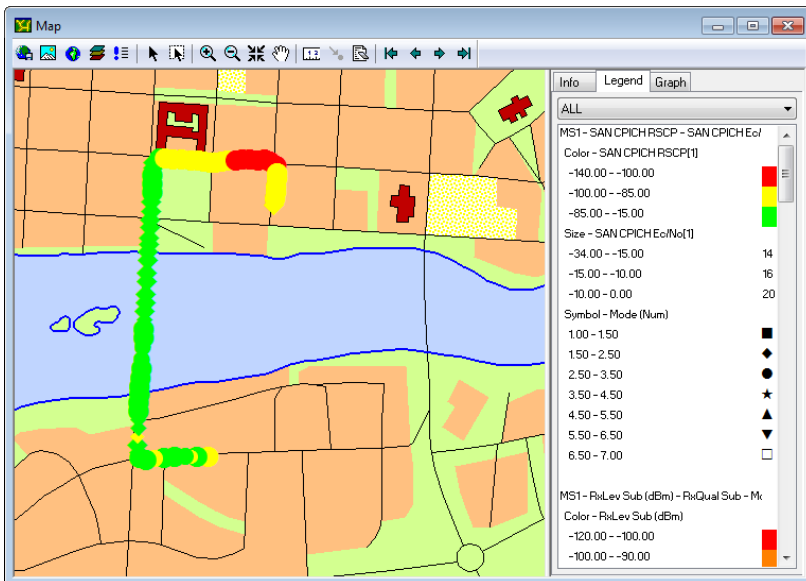 Map
1.2
Info Legend Graph
ALL
MS1 - SAN CPICH RSCP - SAN CPICH Ec/
Color - SAN CPICH RSCP[1]
-140.00 - -100.00
-100.00 - -85.00
-85.00 - -15.00
Size - SAN CPICH Ec/No[1]
-34.00 - -15.00 14
-15.00 - -10.00 16
-10.00 - 0.00 20
Symbol - Mode (Num)
1.00 - 1.50
1.50 - 2.50
2.50 - 3.50
3.50 - 4.50
4.50 - 5.50
5.50 - 6.50
6.50 - 7.00
MS1 - RxLev Sub (dBm) - RxQual Sub - Mc
Color - RxLev Sub (dBm)
-120.00 - -100.00
-100.00 - -90.00